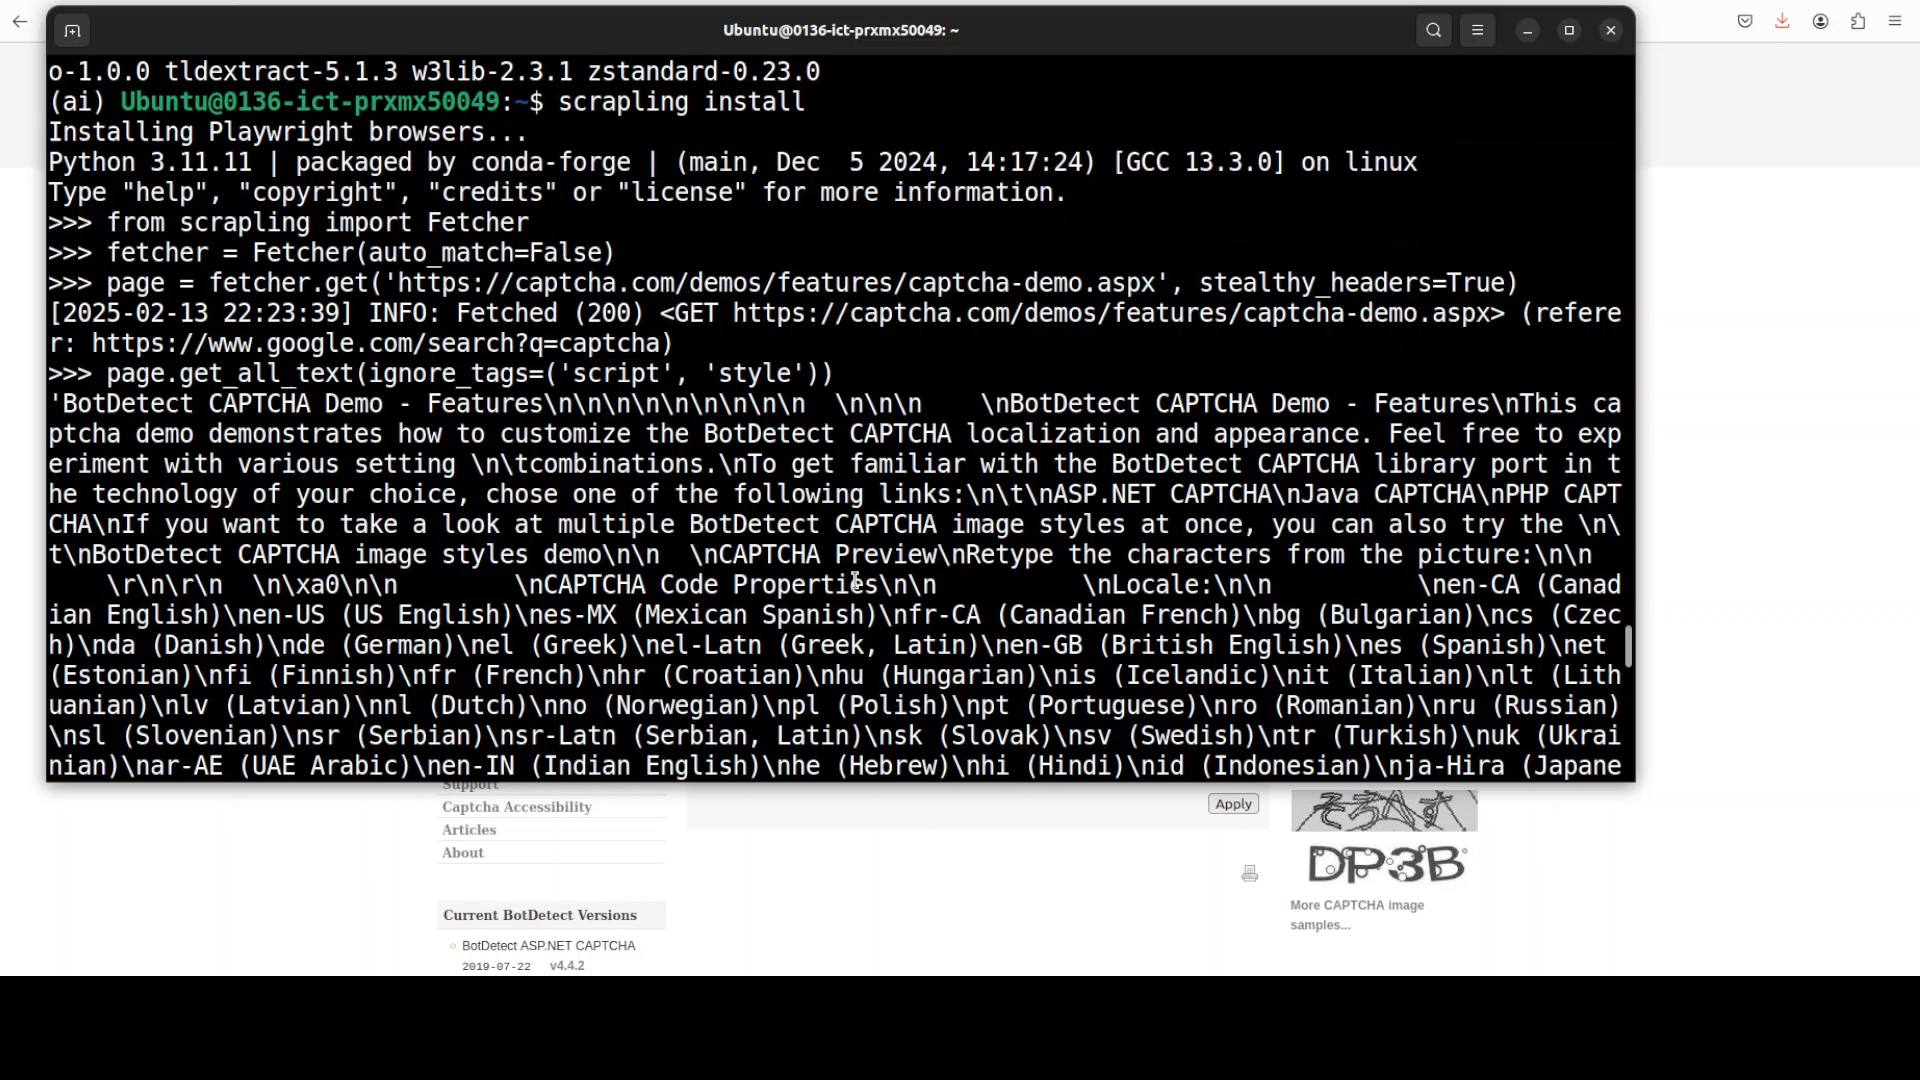 Ubuntu@0136-ict-prxmx50049: ~
o-1.0.0 tldextract-5.1.3 w3lib-2.3.1 zstandard-0.23.0
(ai) Ubuntu@0136-ict-prxmx50049:~$ scrapling install
Installing Playwright browsers...
Python 3.11.11 | packaged by conda-forge | (main, Dec  5 2024, 14:17:24) [GCC 13.3.0] on linux
Type "help", "copyright", "credits" or "license" for more information.
>>> from scrapling import Fetcher
>>> fetcher = Fetcher(auto_match=False)
>>> page = fetcher.get('https://captcha.com/demos/features/captcha-demo.aspx', stealthy_headers=True)
[2025-02-13 22:23:39] INFO: Fetched (200) <GET https://captcha.com/demos/features/captcha-demo.aspx> (refere
r: https://www.google.com/search?q=captcha)
>>> page.get_all_text(ignore_tags=('script', 'style'))
'BotDetect CAPTCHA Demo - Features\n\n\n\n\n\n\n\n\n  \n\n\n    \nBotDetect CAPTCHA Demo - Features\nThis ca
ptcha demo demonstrates how to customize the BotDetect CAPTCHA localization and appearance. Feel free to exp
eriment with various setting \n\tcombinations.\nTo get familiar with the BotDetect CAPTCHA library port in t
he technology of your choice, chose one of the following links:\n\t\nASP.NET CAPTCHA\nJava CAPTCHA\nPHP CAPT
CHA\nIf you want to take a look at multiple BotDetect CAPTCHA image styles at once, you can also try the \n\
t\nBotDetect CAPTCHA image styles demo\n\n  \nCAPTCHA Preview\nRetype the characters from the picture:\n\n
    \r\n\r\n  \n\xa0\n\n        \nCAPTCHA Code Properties\n\n          \nLocale:\n\n          \nen-CA (Canad
ian English)\nen-US (US English)\nes-MX (Mexican Spanish)\nfr-CA (Canadian French)\nbg (Bulgarian)\ncs (Czec
h)\nda (Danish)\nde (German)\nel (Greek)\nel-Latn (Greek, Latin)\nen-GB (British English)\nes (Spanish)\net
(Estonian)\nfi (Finnish)\nfr (French)\nhr (Croatian)\nhu (Hungarian)\nis (Icelandic)\nit (Italian)\nlt (Lith
uanian)\nlv (Latvian)\nnl (Dutch)\nno (Norwegian)\npl (Polish)\npt (Portuguese)\nro (Romanian)\nru (Russian)
\nsl (Slovenian)\nsr (Serbian)\nsr-Latn (Serbian, Latin)\nsk (Slovak)\nsv (Swedish)\ntr (Turkish)\nuk (Ukrai
nian)\nar-AE (UAE Arabic)\nen-IN (Indian English)\nhe (Hebrew)\nhi (Hindi)\nid (Indonesian)\nja-Hira (Japane
Support
Captcha Accessibility
Articles
About
Current BotDetect Versions
BotDetect ASP.NET CAPTCHA
2019-07-22 v4.4.2
Apply
DP3B
More CAPTCHA image
samples...